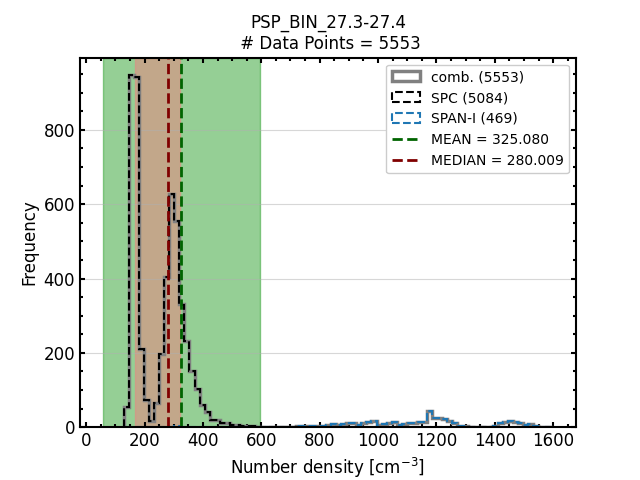 PSP_BIN_27.3-27.4
# Data Points = 5553
comb. (5553)
SPC (5084)
SPAN-I (469)
MEAN = 325.080
MEDIAN = 280.009
Frequency
800
600
400
200
0
0 200 400 600 800 1000 1200 1400 1600
Number density [cm⁻³]